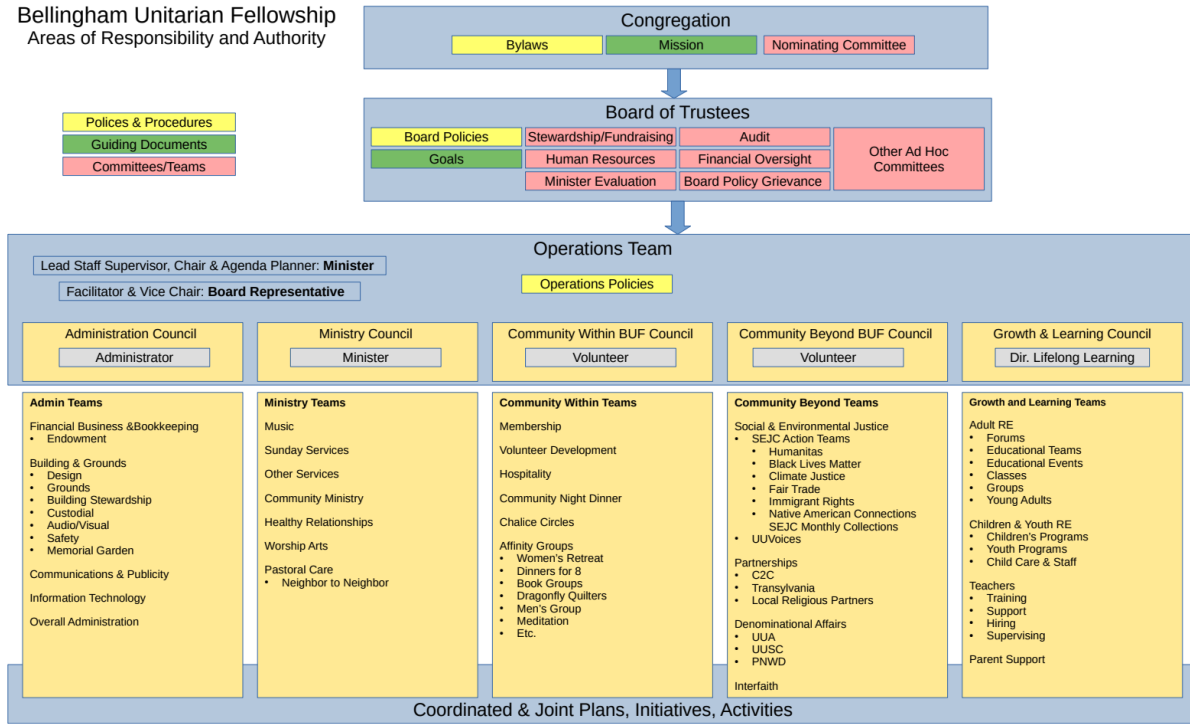 Bellingham Unitarian Fellowship
Areas of Responsibility and Authority
Congregation
Bylaws
Mission
Nominating Committee
Polices & Procedures
Guiding Documents
Committees/Teams
Board of Trustees
Board Policies
Stewardship/Fundraising
Audit
Goals
Human Resources
Financial Oversight
Minister Evaluation
Board Policy Grievance
Other Ad Hoc
Committees
Operations Team
Lead Staff Supervisor, Chair & Agenda Planner: Minister
Facilitator & Vice Chair: Board Representative
Operations Policies
Administration Council
Administrator
Ministry Council
Minister
Community Within BUF Council
Volunteer
Community Beyond BUF Council
Volunteer
Growth & Learning Council
Dir. Lifelong Learning
Admin Teams
Financial Business &Bookkeeping
• Endowment
Building & Grounds
• Design
• Grounds
• Building Stewardship
• Custodial
• Audio/Visual
• Safety
• Memorial Garden
Communications & Publicity
Information Technology
Overall Administration
Ministry Teams
Music
Sunday Services
Other Services
Community Ministry
Healthy Relationships
Worship Arts
Pastoral Care
• Neighbor to Neighbor
Community Within Teams
Membership
Volunteer Development
Hospitality
Community Night Dinner
Chalice Circles
Affinity Groups
• Women's Retreat
• Dinners for 8
• Book Groups
• Dragonfly Quilters
• Men's Group
• Meditation
• Etc.
Community Beyond Teams
Social & Environmental Justice
• SEJC Action Teams
• Humanitas
• Black Lives Matter
• Climate Justice
• Fair Trade
• Immigrant Rights
• Native American Connections
SEJC Monthly Collections
• UUVoices
Partnerships
• C2C
• Transylvania
• Local Religious Partners
Denominational Affairs
• UUA
• UUSC
• PNWD
Interfaith
Growth and Learning Teams
Adult RE
• Forums
• Educational Teams
• Educational Events
• Classes
• Groups
• Young Adults
Children & Youth RE
• Children's Programs
• Youth Programs
• Child Care & Staff
Teachers
• Training
• Support
• Hiring
• Supervising
Parent Support
Coordinated & Joint Plans, Initiatives, Activities